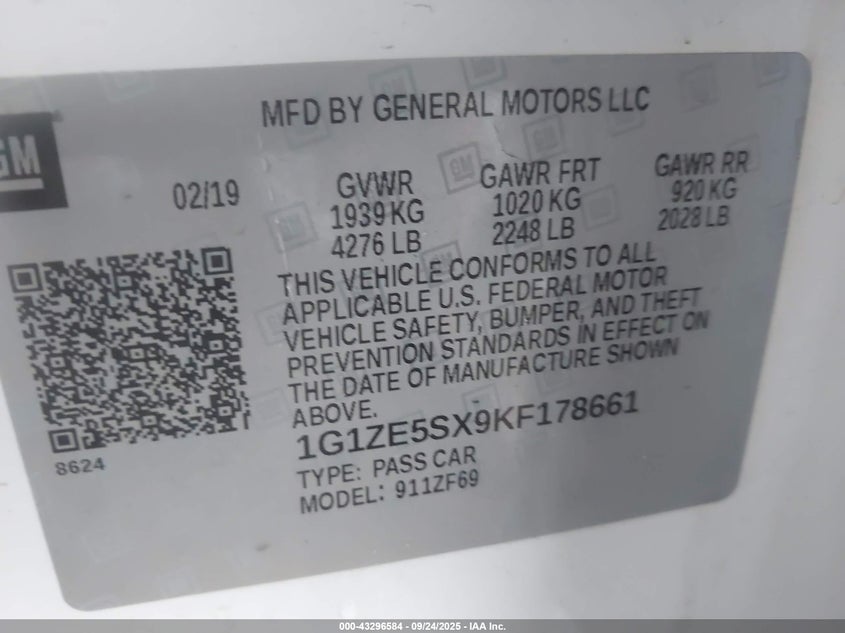 MFD BY GENERAL MOTORS LLC
GM
02/19
GVWR
1939 KG
4276 LB
GAWR FRT
1020 KG
2248 LB
GAWR RR
920 KG
2028 LB
THIS VEHICLE CONFORMS TO ALL
APPLICABLE U.S. FEDERAL MOTOR
VEHICLE SAFETY, BUMPER, AND THEFT
PREVENTION STANDARDS IN EFFECT ON
THE DATE OF MANUFACTURE SHOWN
ABOVE.
1G1ZE5SX9KF178661
8624
TYPE: PASS CAR
MODEL: 911ZF69
000-43296584 - 09/24/2025 - IAA Inc.